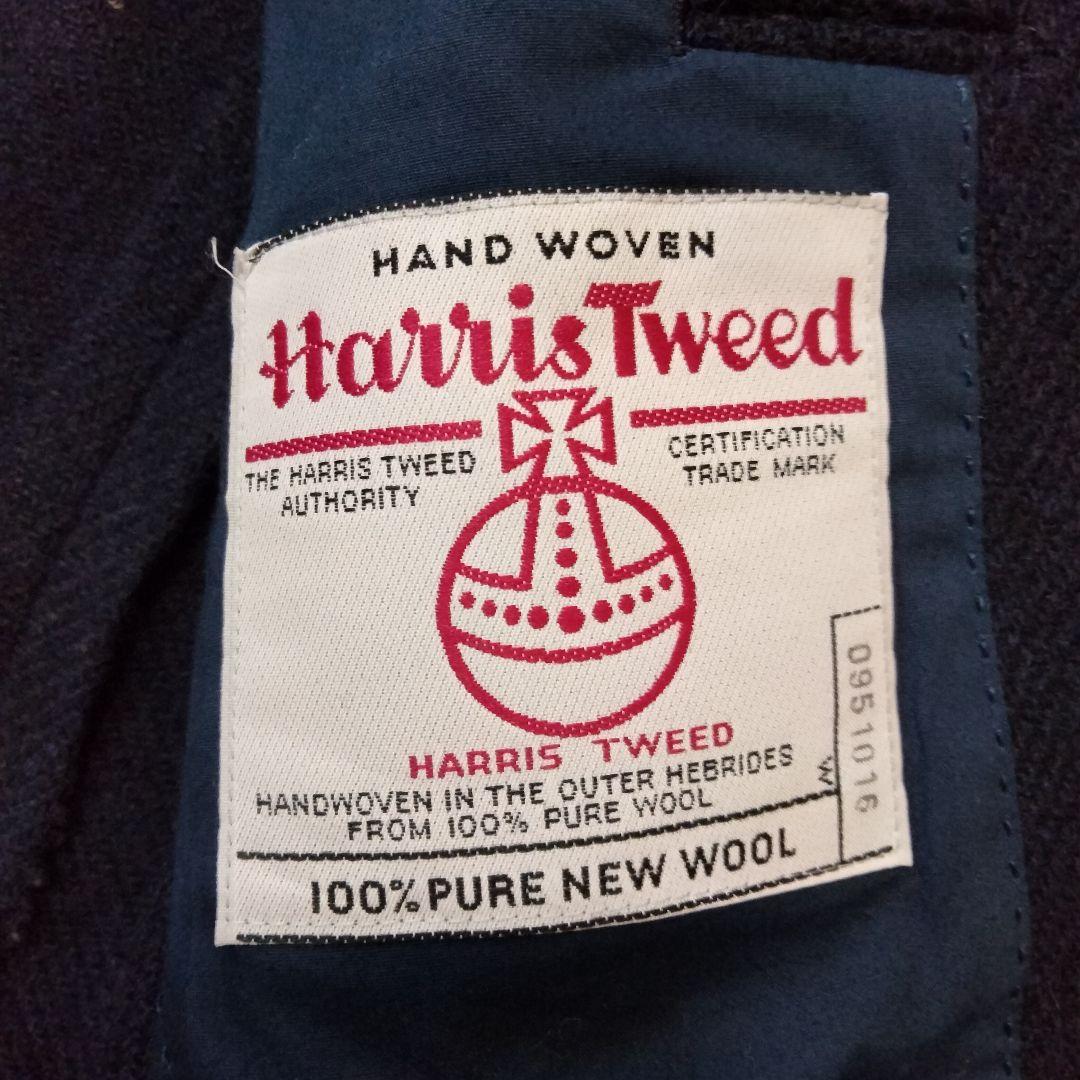 HAND WOVEN
Harris Tweed
THE HARRIS TWEED
AUTHORITY
CERTIFICATION
TRADE MARK
HARRIS TWEED
HANDWOVEN IN THE OUTER HEBRIDES
FROM 100% PURE WOOL
W
0951016
100% PURE NEW WOOL